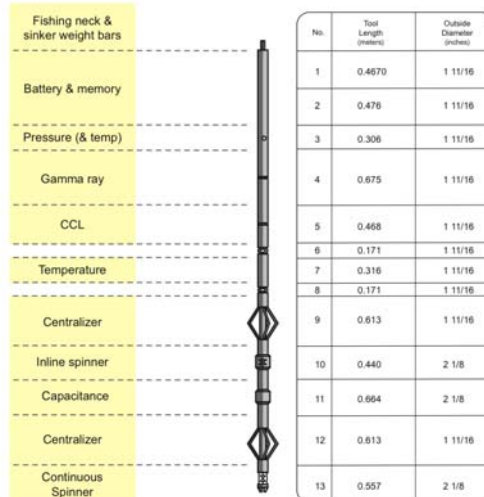 Fishing neck &
sinker weight bars
Battery & memory
Pressure (& temp)
Gamma ray
CCL
Temperature
Centralizer
Inline spinner
Capacitance
Centralizer
Continuous
Spinner
No. Tool Length (meters) Outside Diameter (inches)
1 0.4670 1 11/16
2 0.476 1 11/16
3 0.306 1 11/16
4 0.675 1 11/16
5 0.468 1 11/16
6 0.171 1 11/16
7 0.316 1 11/16
8 0.171 1 11/16
9 0.613 1 11/16
10 0.440 2 1/8
11 0.664 2 1/8
12 0.613 1 11/16
13 0.557 2 1/8